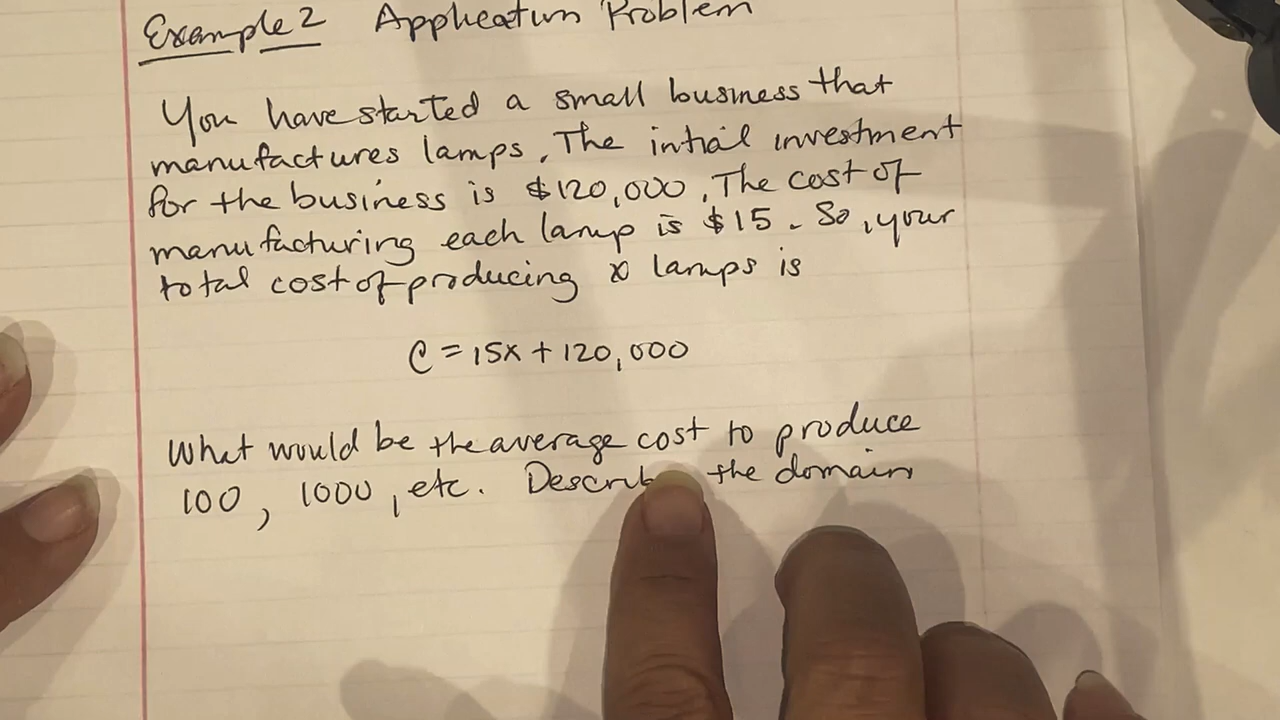 Example 2 Application Problem
You have started a small business that
manufactures lamps. The intial investment
for the business is $120,000. The cost of
manufacturing each lamp is $15. So, your
total cost of producing x lamps is
C = 15x + 120,000
What would be the average cost to produce
100, 1000, etc. Describe the domain